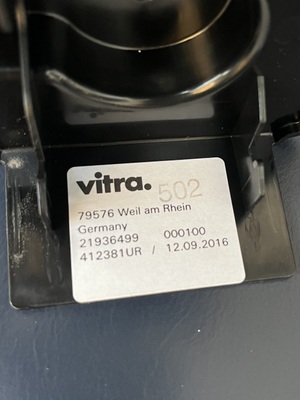 vitra. 502
79576 Weil am Rhein
Germany
21936499 000100
412381UR / 12.09.2016